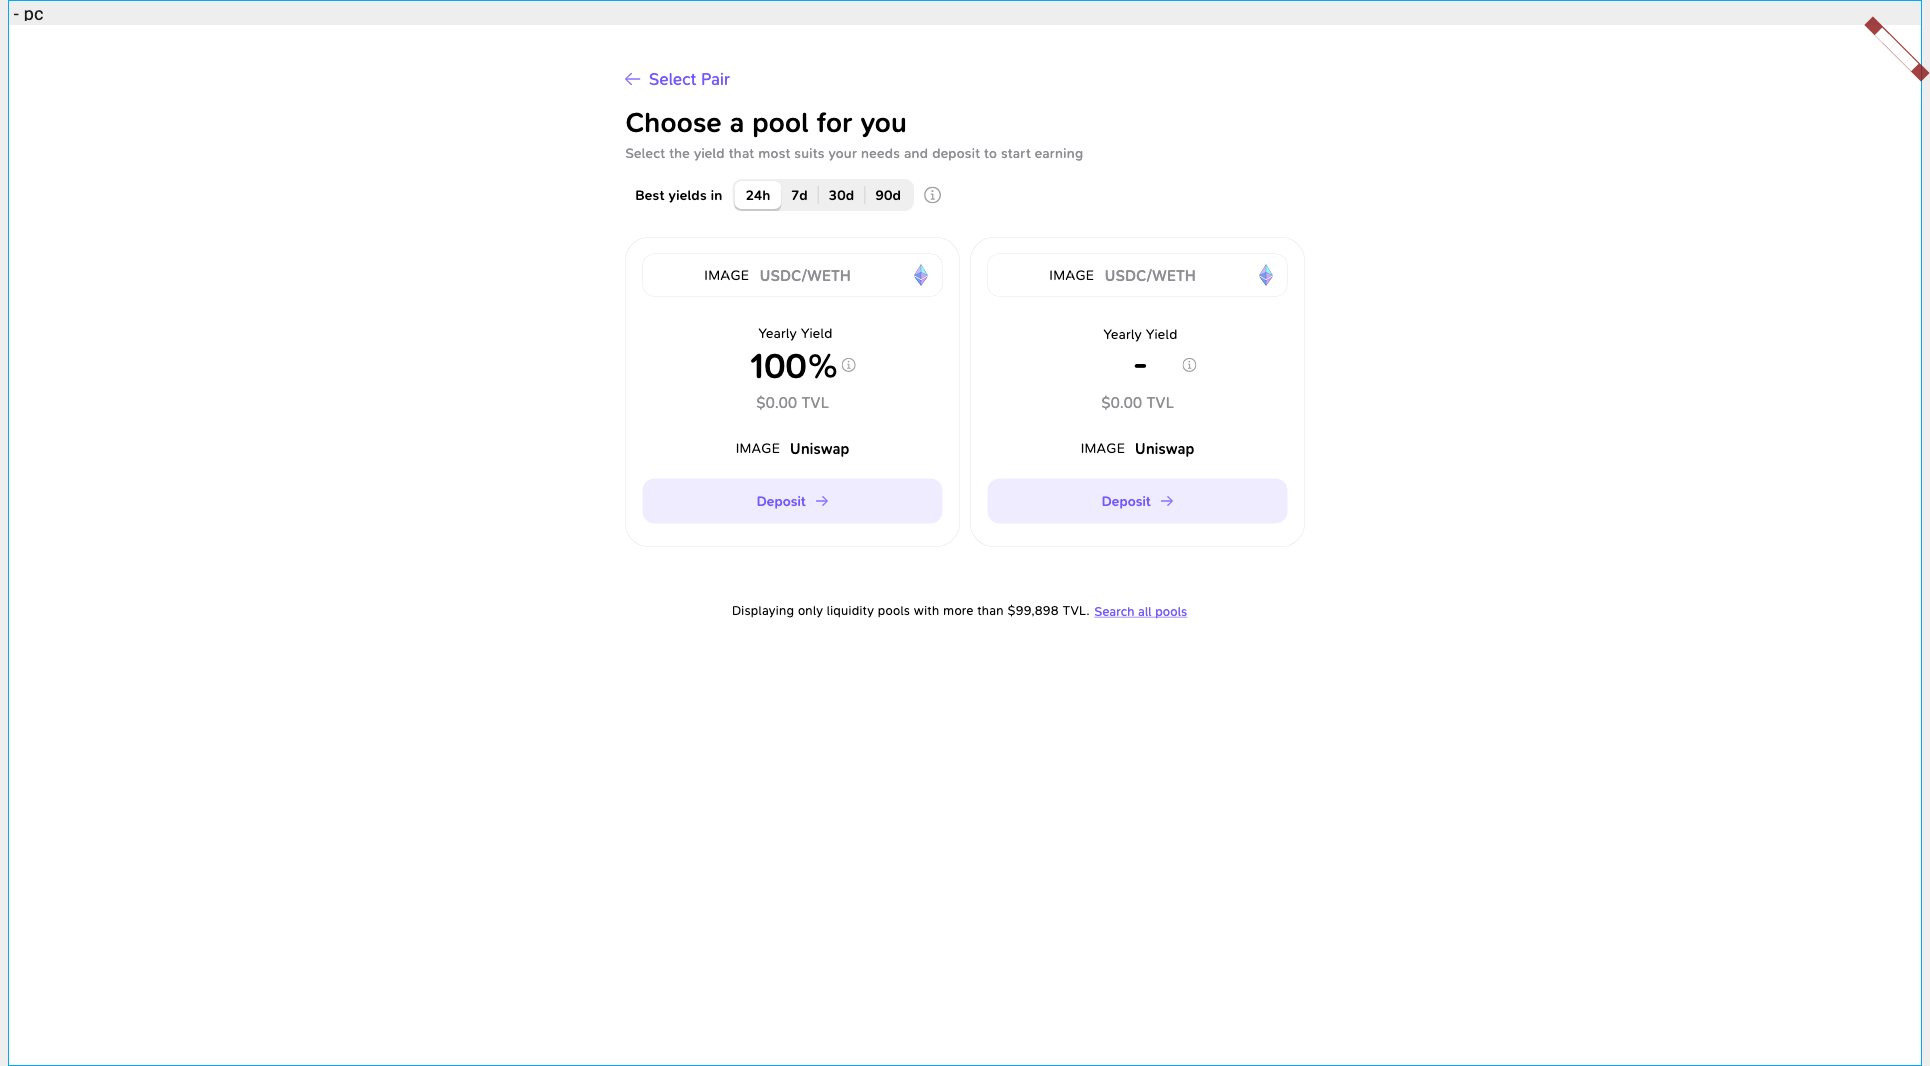 - pc
Select Pair
Choose a pool for you
Select the yield that most suits your needs and deposit to start earning
Best yields in 24h 7d 30d 90d
IMAGE USDC/WETH
Yearly Yield
100%
$0.00 TVL
IMAGE Uniswap
Deposit
IMAGE USDC/WETH
Yearly Yield
-
$0.00 TVL
IMAGE Uniswap
Deposit
Displaying only liquidity pools with more than $99,898 TVL. Search all pools